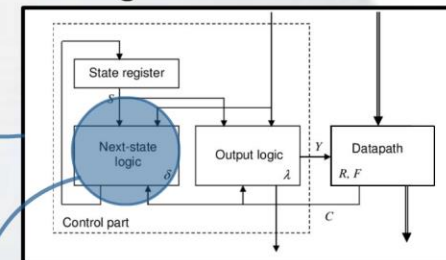 State register
S
Next-state
logic
δ
Output logic
λ
Y
Datapath
R, F
C
Control part